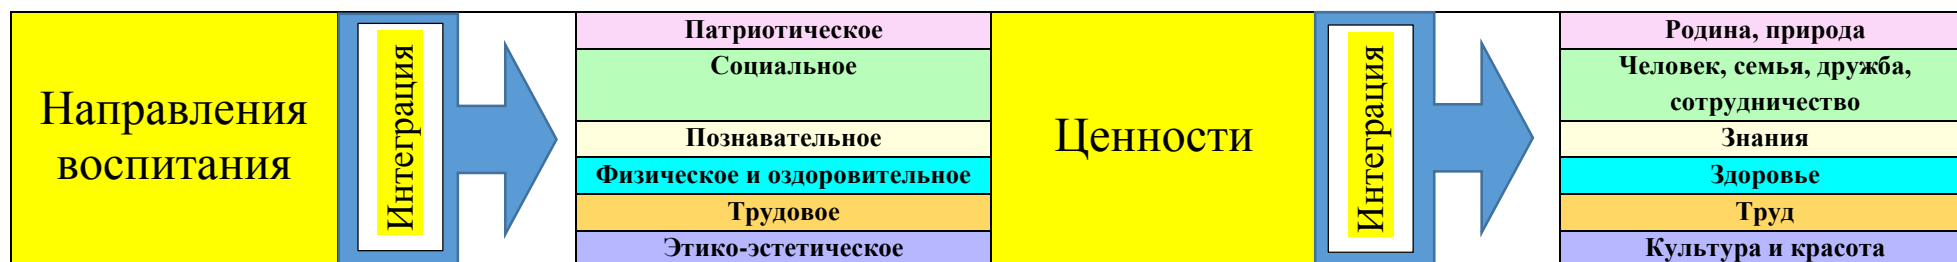 Направления
воспитания
Интеграция
Патриотическое
Социальное
Познавательное
Физическое и оздоровительное
Трудовое
Этико-эстетическое
Ценности
Интеграция
Родина, природа
Человек, семья, дружба,
сотрудничество
Знания
Здоровье
Труд
Культура и красота